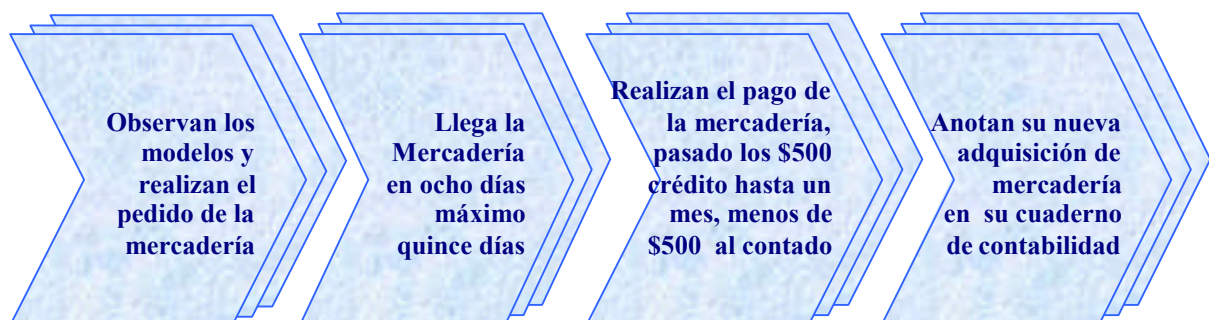 Observan los
modelos y
realizan el
pedido de la
mercadería
Llega la
Mercadería
en ocho días
máximo
quince días
Realizan el pago de
la mercadería,
pasado los $500
crédito hasta un
mes, menos de
$500 al contado
Anotan su nueva
adquisición de
mercadería
en su cuaderno
de contabilidad